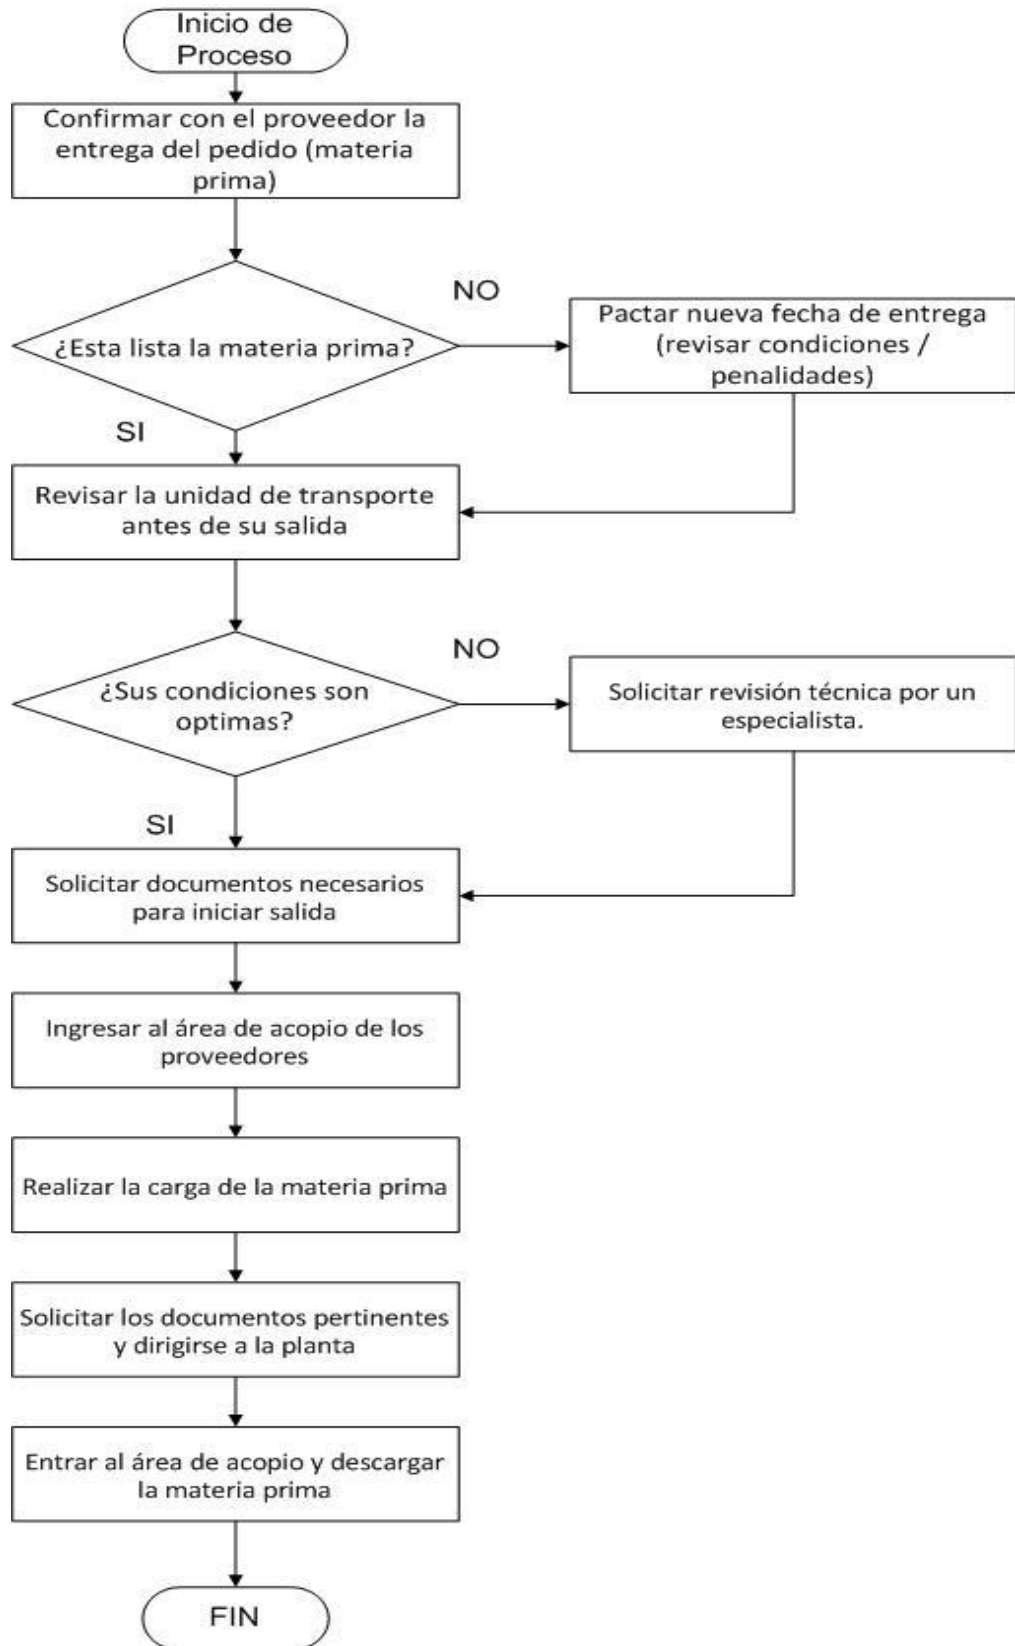 Inicio de
Proceso
Confirmar con el proveedor la
entrega del pedido (materia
prima)
NO
¿Esta lista la materia prima?
Pactar nueva fecha de entrega
(revisar condiciones /
penalidades)
SI
Revisar la unidad de transporte
antes de su salida
NO
¿Sus condiciones son
optimas?
Solicitar revisión técnica por un
especialista.
SI
Solicitar documentos necesarios
para iniciar salida
Ingresar al área de acopio de los
proveedores
Realizar la carga de la materia prima
Solicitar los documentos pertinentes
y dirigirse a la planta
Entrar al área de acopio y descargar
la materia prima
FIN